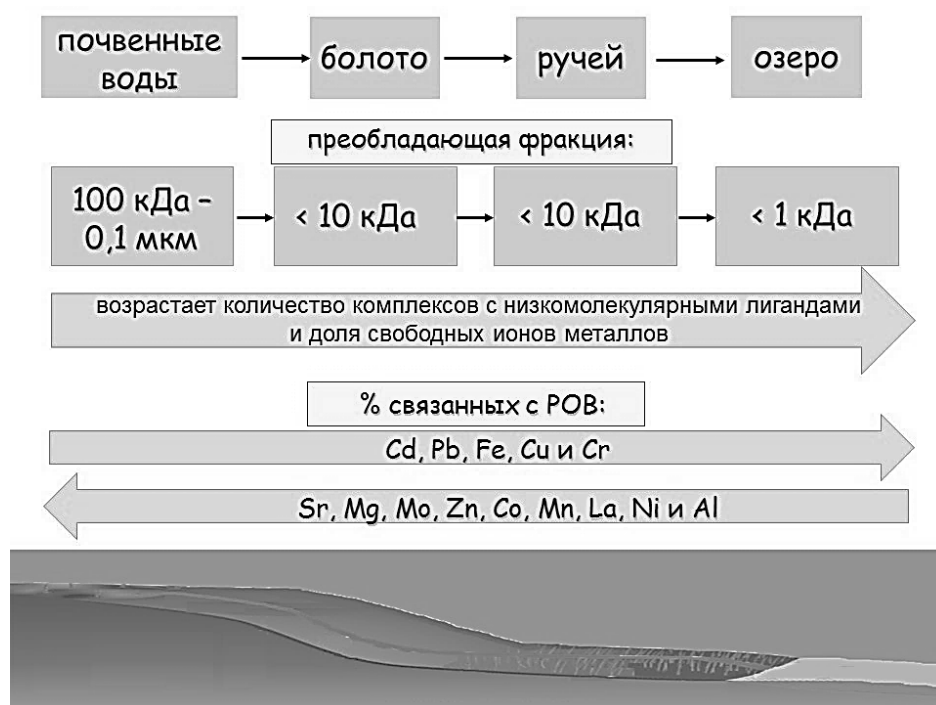 почвенные
воды
болото
ручей
озеро
преобладающая фракция:
100 кДа –
0,1 мкм
< 10 кДа
< 10 кДа
< 1 кДа
возрастает количество комплексов с низкомолекулярными лигандами
и доля свободных ионов металлов
% связанных с РОВ:
Cd, Pb, Fe, Cu и Cr
Sr, Mg, Mo, Zn, Co, Mn, La, Ni и Al